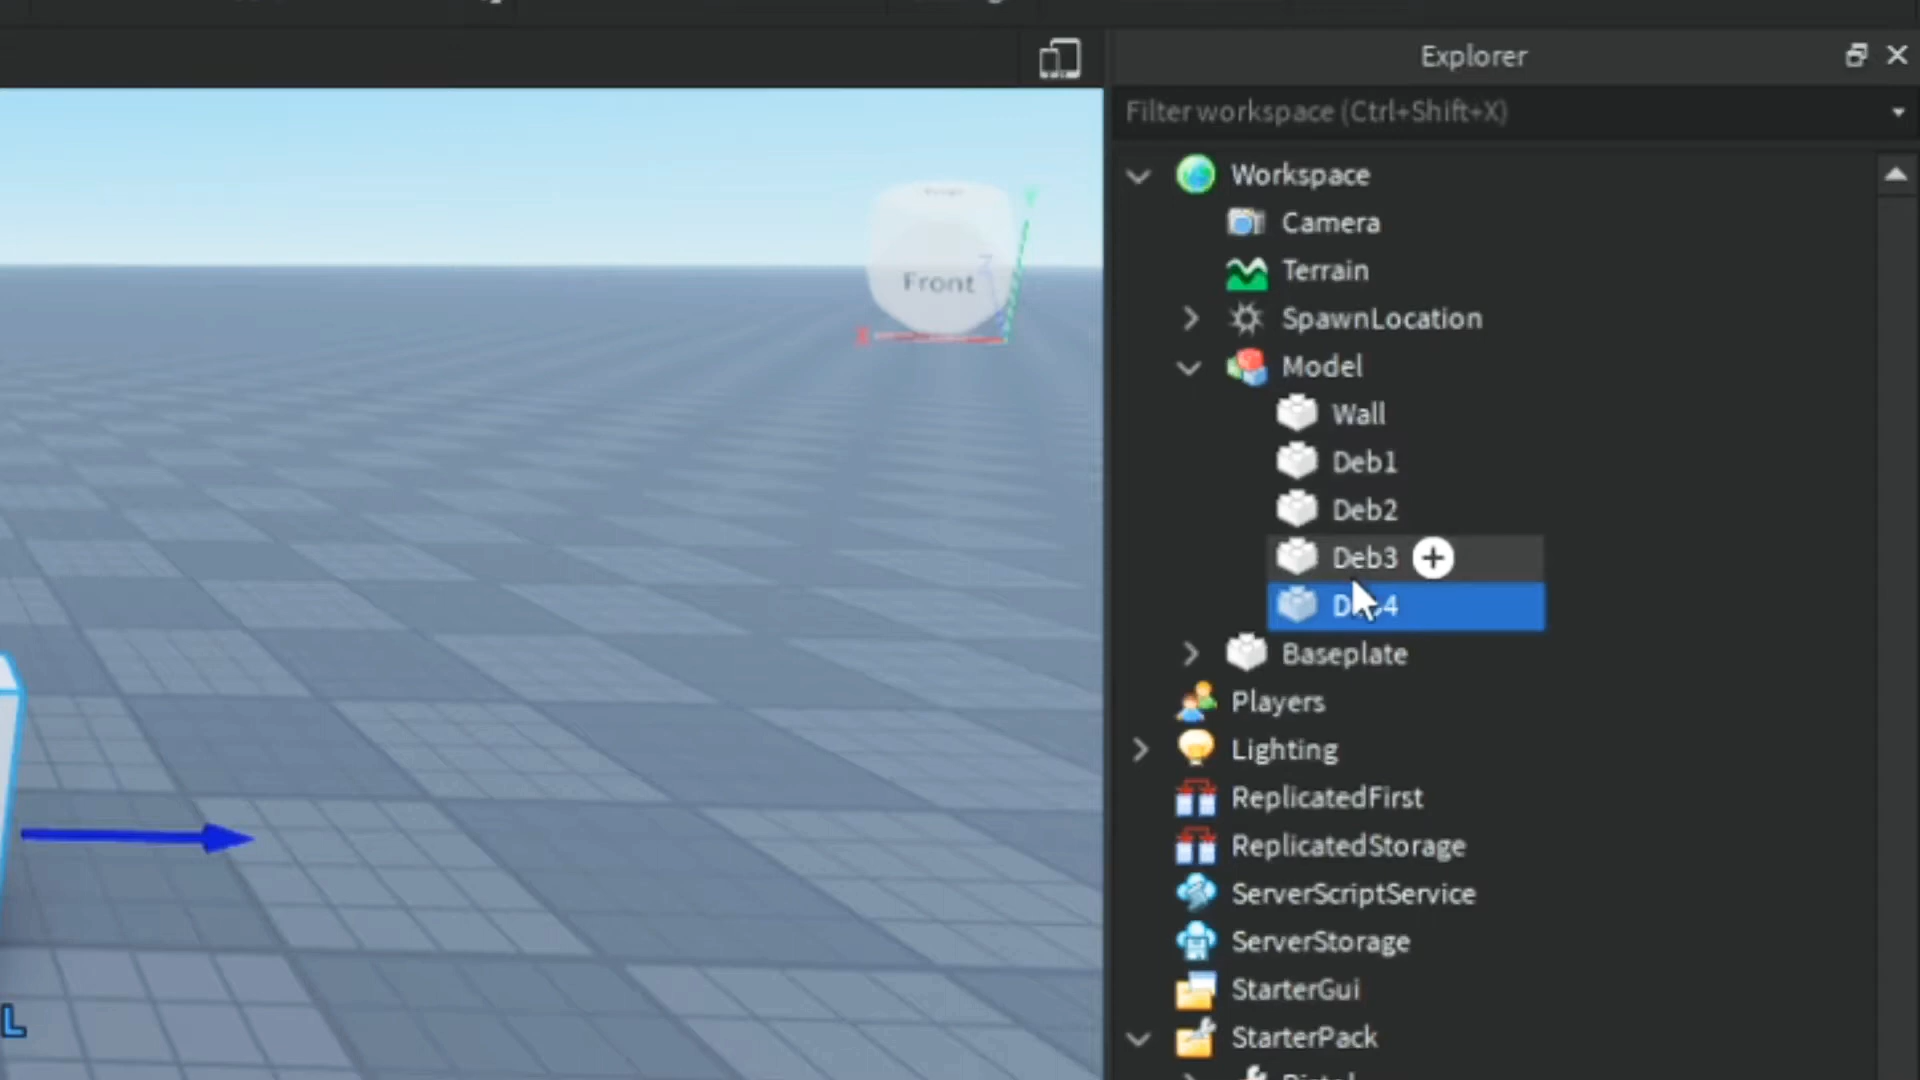 Explorer
Filter workspace (Ctrl+Shift+X)
Workspace
Camera
Terrain
SpawnLocation
Model
Wall
Deb1
Deb2
Deb3
Baseplate
Players
Lighting
ReplicatedFirst
ReplicatedStorage
ServerScriptService
ServerStorage
StarterGui
StarterPack
Front
Z
L